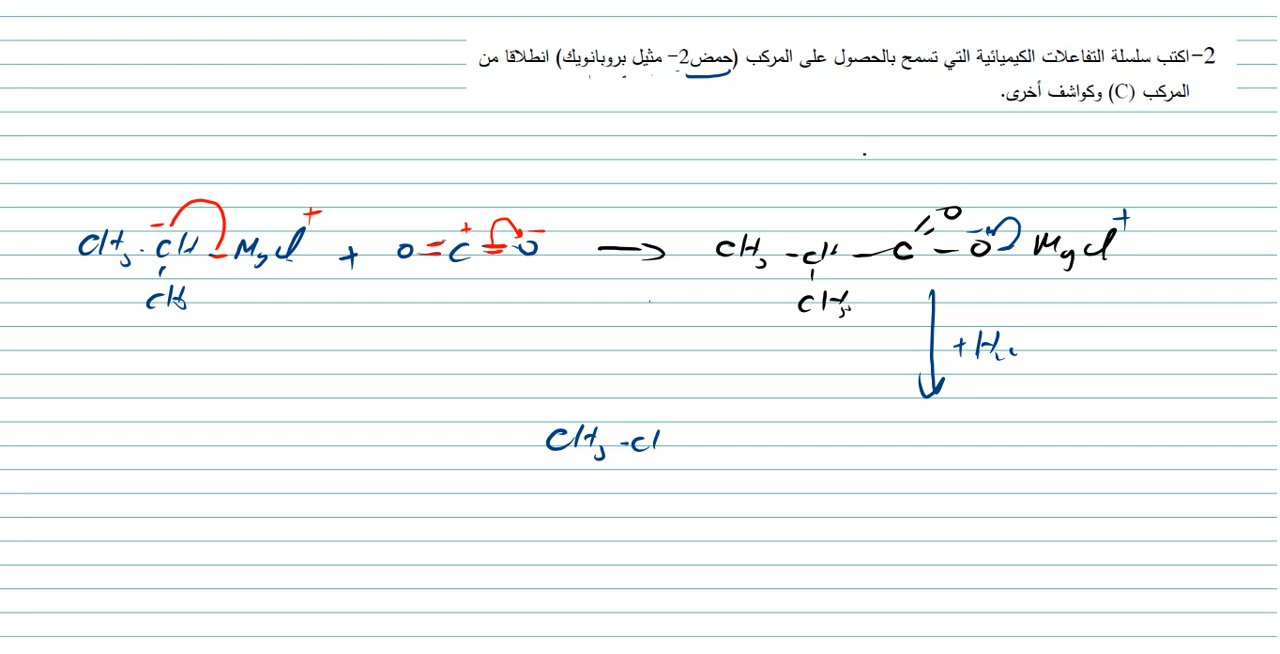 2-اكتب سلسلة التفاعلات الكيميائية التي تسمح بالحصول على المركب (حمض2- مثيل بروبانويك) انطلاقا من
المركب (C) وكواشف أخرى.
CH3 - CH - MgCl + O = C = O → CH3 - CH - C - O MgCl
CH3 CH3
O
+ H2O
CH3 - CH